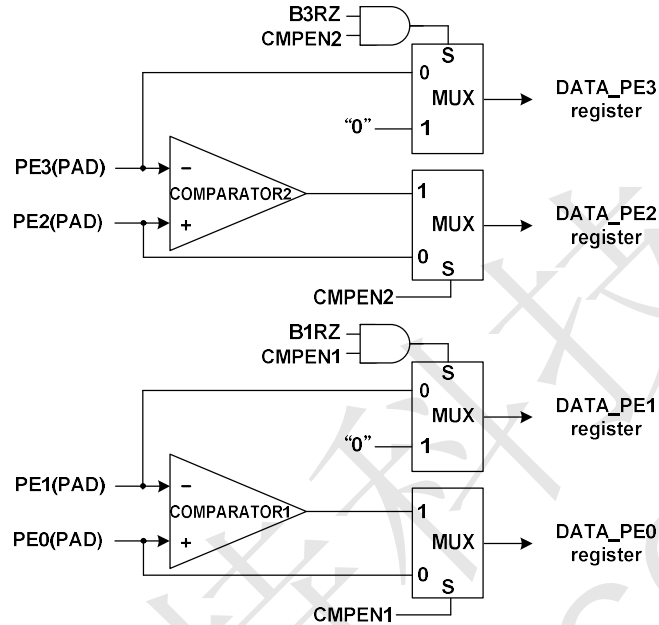 B3RZ
CMPEN2
S
0
MUX
DATA_PE3
register
"0"
1
PE3(PAD)
−
COMPARATOR2
1
PE2(PAD)
+
MUX
DATA_PE2
register
0
S
CMPEN2
B1RZ
CMPEN1
S
0
MUX
DATA_PE1
register
"0"
1
PE1(PAD)
−
COMPARATOR1
1
PE0(PAD)
+
MUX
DATA_PE0
register
0
S
CMPEN1
科技